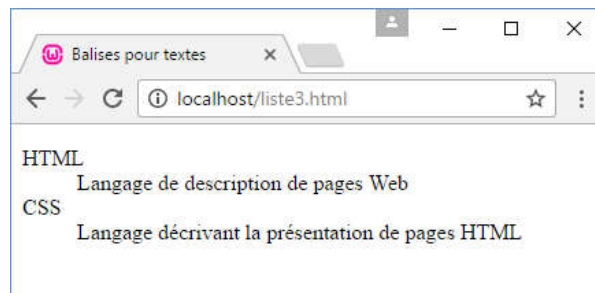 Balises pour textes
localhost/liste3.html
HTML
Langage de description de pages Web
CSS
Langage décrivant la présentation de pages HTML